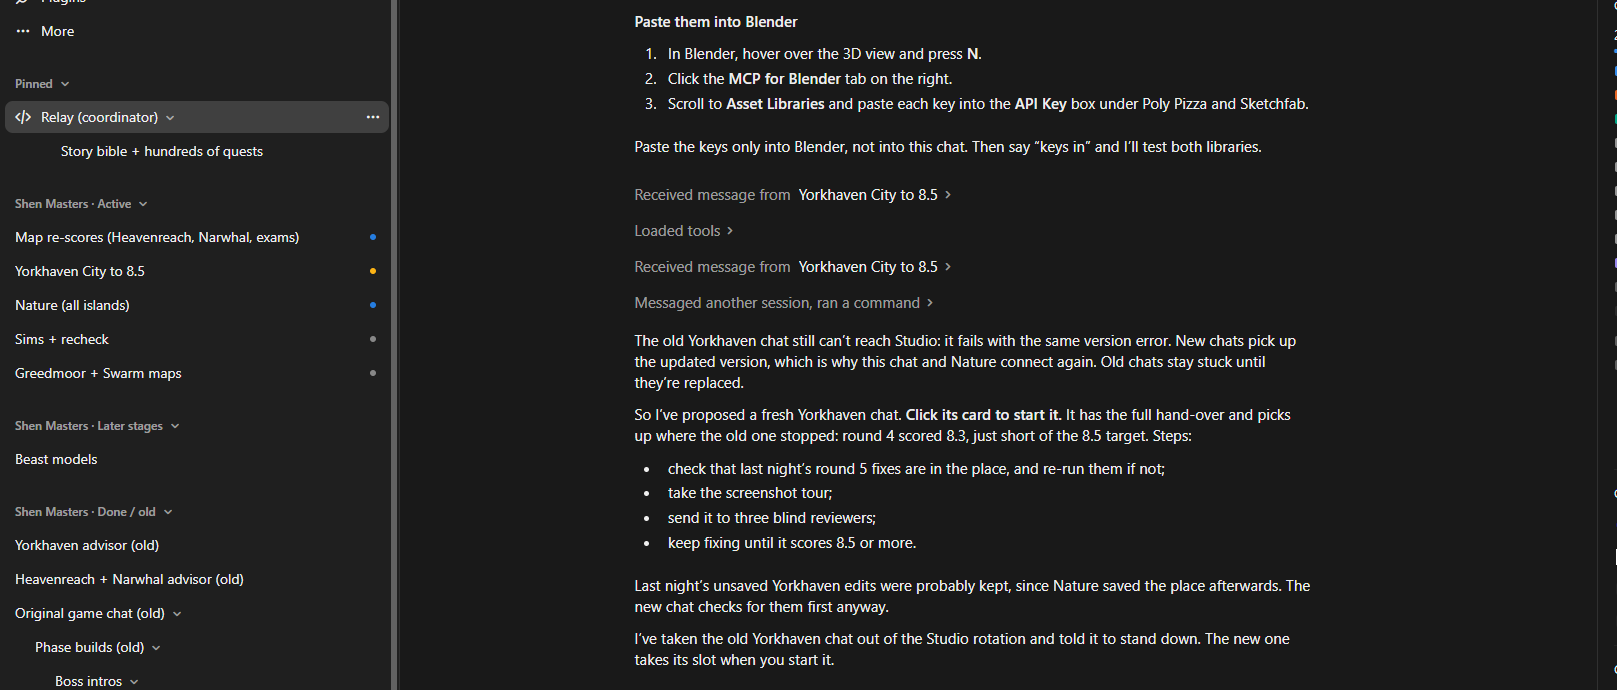 More
Pinned
Relay (coordinator)
Story bible + hundreds of quests
Shen Masters · Active
Map re-scores (Heavenreach, Narwhal, exams)
Yorkhaven City to 8.5
Nature (all islands)
Sims + recheck
Greedmoor + Swarm maps
Shen Masters · Later stages
Beast models
Shen Masters · Done / old
Yorkhaven advisor (old)
Heavenreach + Narwhal advisor (old)
Original game chat (old)
Phase builds (old)
Boss intros
Paste them into Blender
1. In Blender, hover over the 3D view and press N.
2. Click the MCP for Blender tab on the right.
3. Scroll to Asset Libraries and paste each key into the API Key box under Poly Pizza and Sketchfab.
Paste the keys only into Blender, not into this chat. Then say “keys in” and I’ll test both libraries.
Received message from Yorkhaven City to 8.5
Loaded tools
Received message from Yorkhaven City to 8.5
Messaged another session, ran a command
The old Yorkhaven chat still can’t reach Studio: it fails with the same version error. New chats pick up
the updated version, which is why this chat and Nature connect again. Old chats stay stuck until
they’re replaced.
So I’ve proposed a fresh Yorkhaven chat. Click its card to start it. It has the full hand-over and picks
up where the old one stopped: round 4 scored 8.3, just short of the 8.5 target. Steps:
• check that last night’s round 5 fixes are in the place, and re-run them if not;
• take the screenshot tour;
• send it to three blind reviewers;
• keep fixing until it scores 8.5 or more.
Last night’s unsaved Yorkhaven edits were probably kept, since Nature saved the place afterwards. The
new chat checks for them first anyway.
I’ve taken the old Yorkhaven chat out of the Studio rotation and told it to stand down. The new one
takes its slot when you start it.